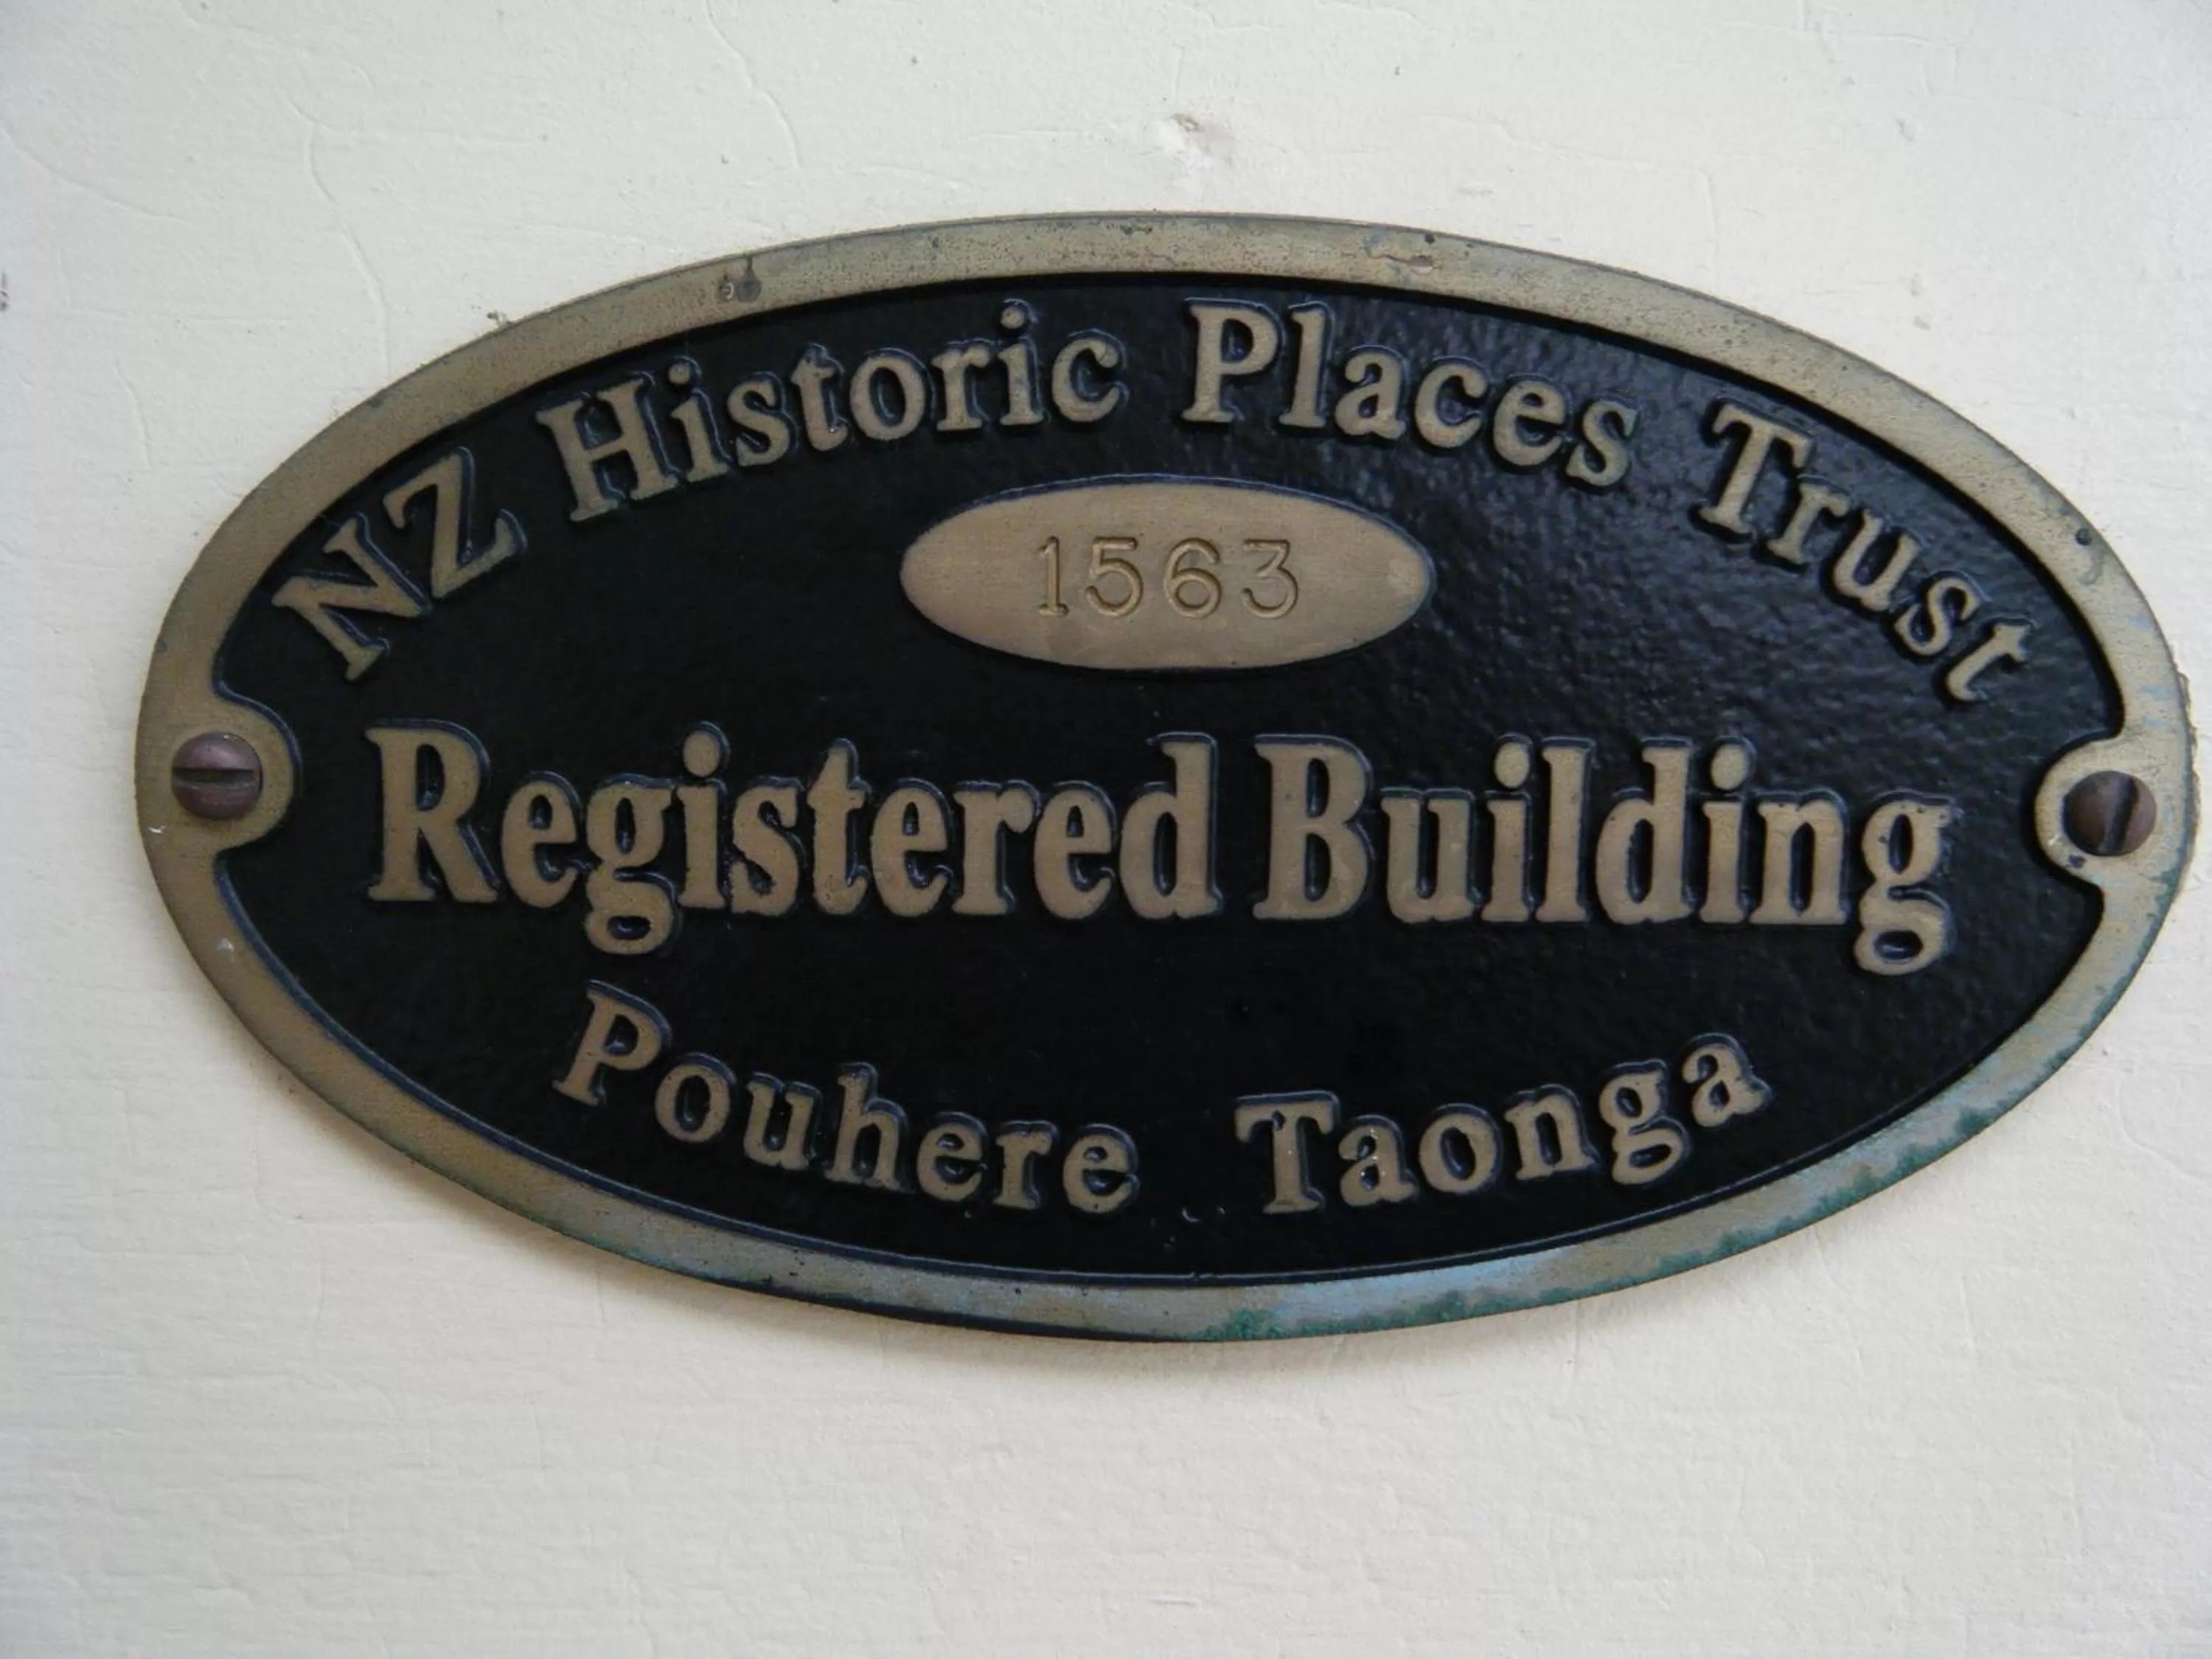 NZ Historic Places Trust
1563
Registered Building
Pouhere Taonga